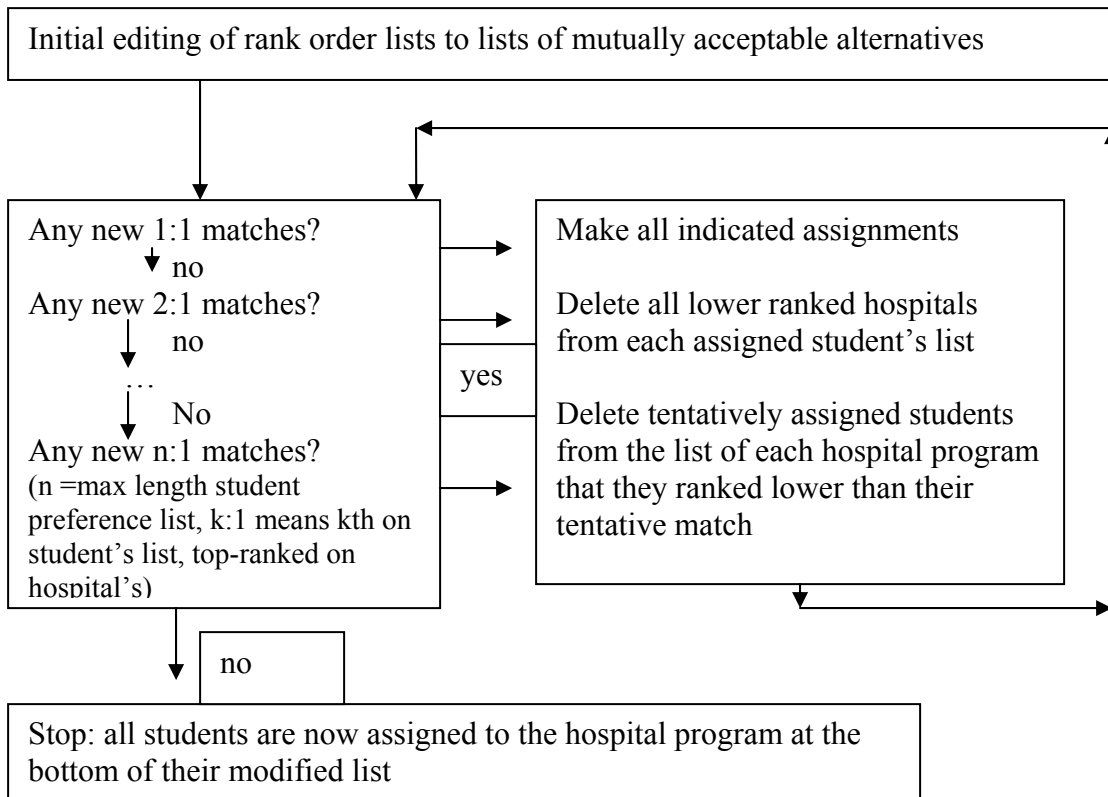 Initial editing of rank order lists to lists of mutually acceptable alternatives
Any new 1:1 matches?
no
Any new 2:1 matches?
no
…
No
Any new n:1 matches?
(n =max length student
preference list, k:1 means kth on
student’s list, top-ranked on
hospital’s)
yes
Make all indicated assignments
Delete all lower ranked hospitals
from each assigned student’s list
Delete tentatively assigned students
from the list of each hospital program
that they ranked lower than their
tentative match
no
Stop: all students are now assigned to the hospital program at the
bottom of their modified list